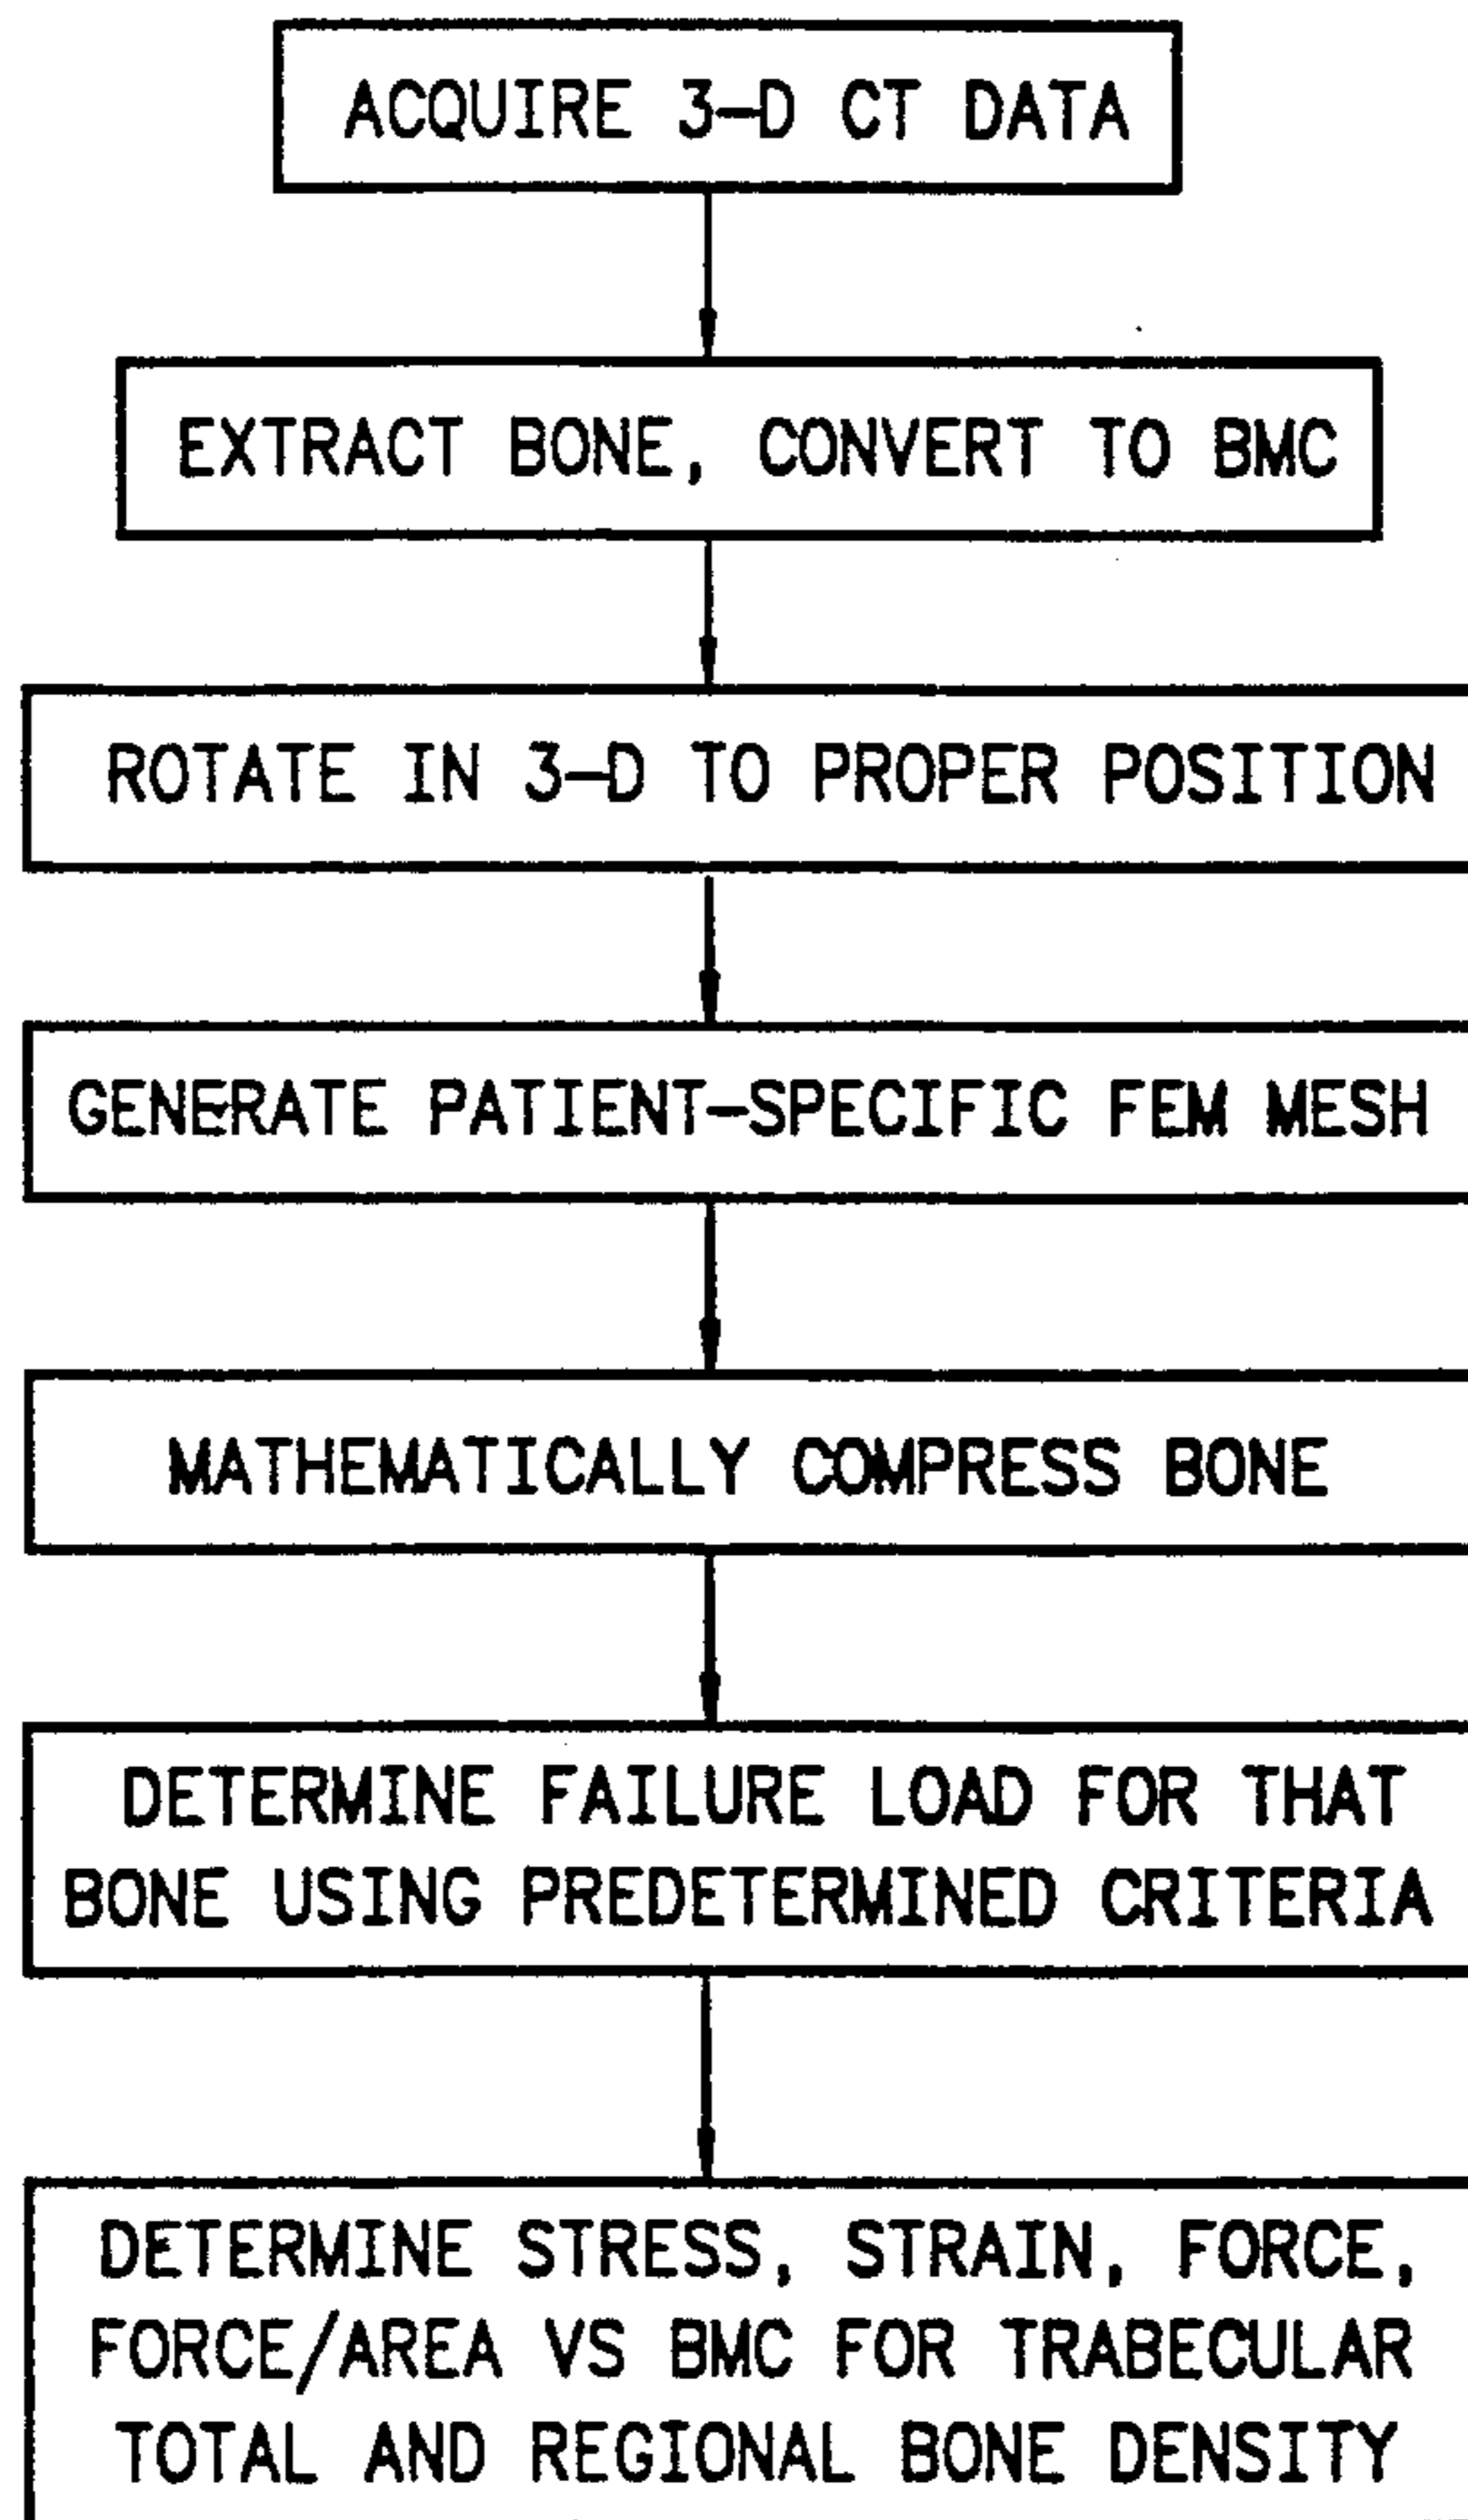 ACQUIRE 3-D CT DATA
EXTRACT BONE, CONVERT TO BMC
ROTATE IN 3-D TO PROPER POSITION
GENERATE PATIENT-SPECIFIC FEM MESH
MATHEMATICALLY COMPRESS BONE
DETERMINE FAILURE LOAD FOR THAT
BONE USING PREDETERMINED CRITERIA
DETERMINE STRESS, STRAIN, FORCE,
FORCE/AREA VS BMC FOR TRABECULAR
TOTAL AND REGIONAL BONE DENSITY